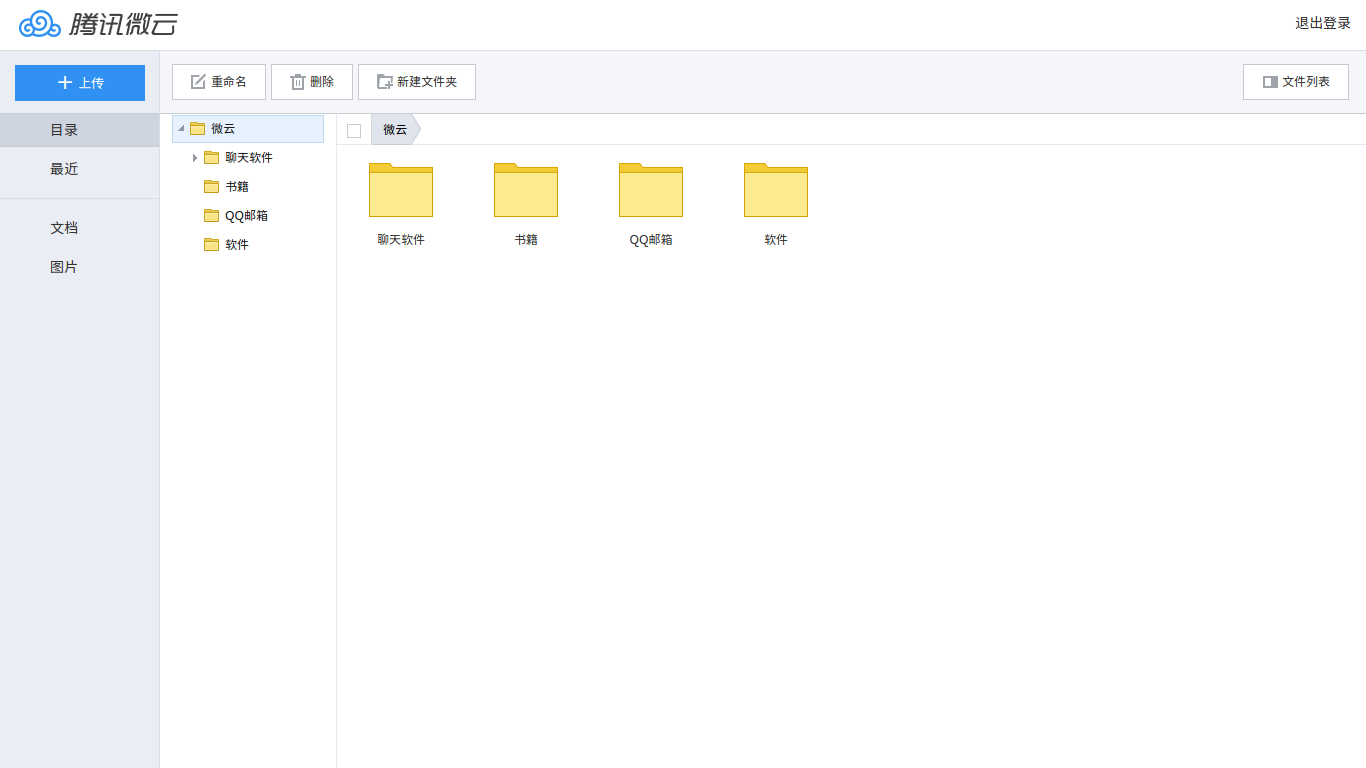 腾讯微云
退出登录
上传
重命名
删除
新建文件夹
文件列表
目录
最近
文档
图片
微云
聊天软件
书籍
QQ邮箱
软件
微云
聊天软件
书籍
QQ邮箱
软件